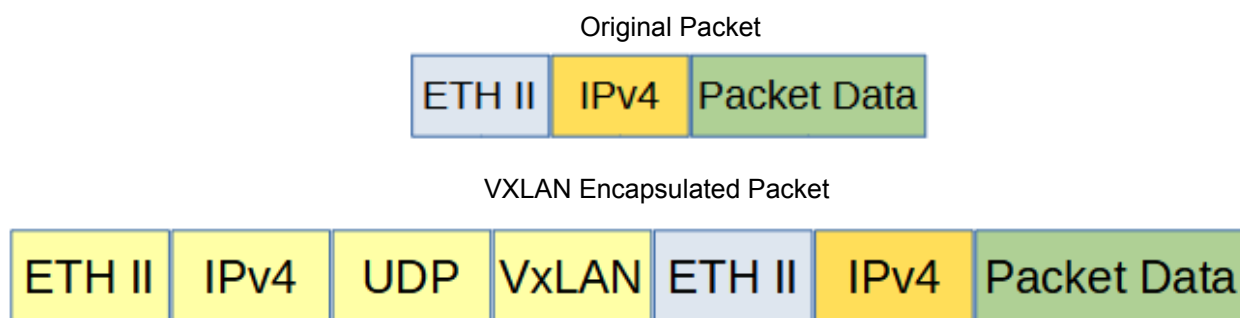 Original Packet
ETH II IPv4 Packet Data
VXLAN Encapsulated Packet
ETH II IPv4 UDP VxLAN ETH II IPv4 Packet Data